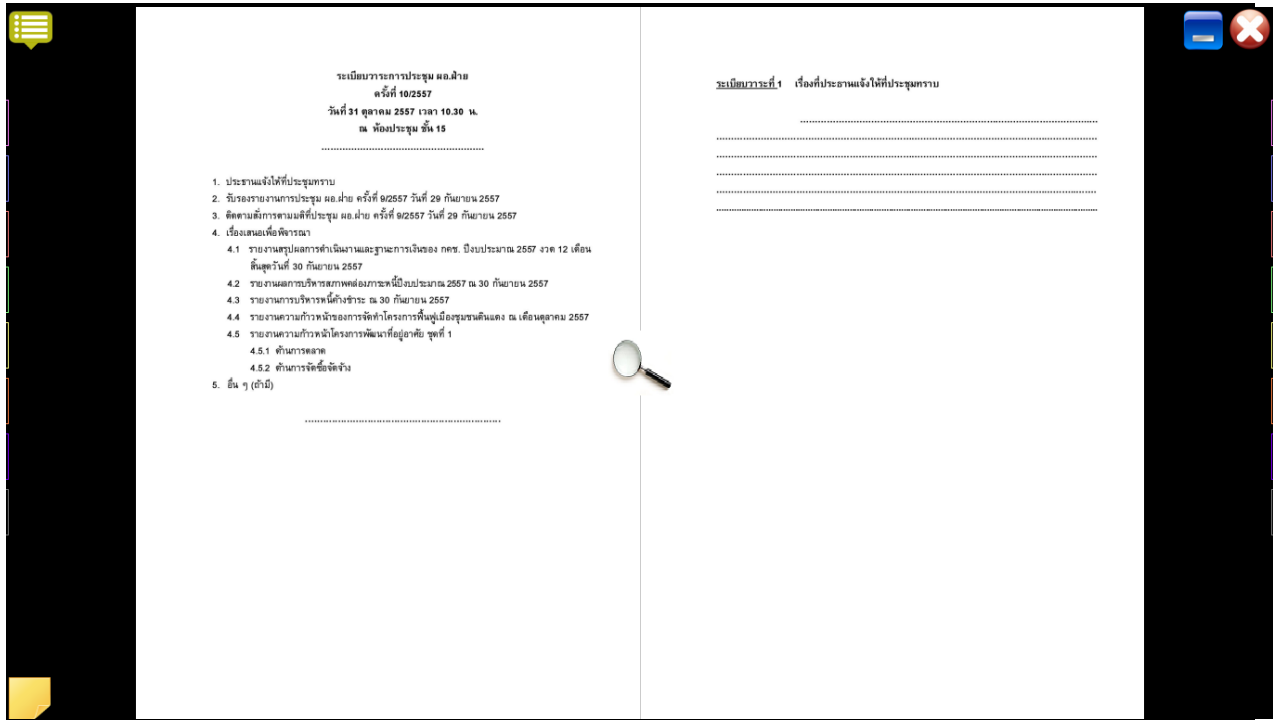 ระเบียบวาระการประชุม ผอ.ฝ่าย
ครั้งที่ 10/2557
วันที่ 31 ตุลาคม 2557 เวลา 10.30 น.
ณ ห้องประชุม ชั้น 15
......................................................
1. ประธานแจ้งให้ที่ประชุมทราบ
2. รับรองรายงานการประชุม ผอ.ฝ่าย ครั้งที่ 9/2557 วันที่ 29 กันยายน 2557
3. ติดตามสั่งการตามมติที่ประชุม ผอ.ฝ่าย ครั้งที่ 9/2557 วันที่ 29 กันยายน 2557
4. เรื่องเสนอเพื่อพิจารณา
4.1 รายงานสรุปผลการดำเนินงานและฐานะการเงินของ กคช. ปีงบประมาณ 2557 งวด 12 เดือน
สิ้นสุดวันที่ 30 กันยายน 2557
4.2 รายงานผลการบริหารสภาพคล่องภาระหนี้ปีงบประมาณ 2557 ณ 30 กันยายน 2557
4.3 รายงานการบริหารหนี้ค้างชำระ ณ 30 กันยายน 2557
4.4 รายงานความก้าวหน้าของการจัดทำโครงการฟื้นฟูเมืองชุมชนดินแดง ณ เดือนตุลาคม 2557
4.5 รายงานความก้าวหน้าโครงการพัฒนาที่อยู่อาศัย ชุดที่ 1
4.5.1 ด้านการตลาด
4.5.2 ด้านการจัดซื้อจัดจ้าง
5. อื่น ๆ (ถ้ามี)
.................................................................
ระเบียบวาระที่ 1 เรื่องที่ประธานแจ้งให้ที่ประชุมทราบ